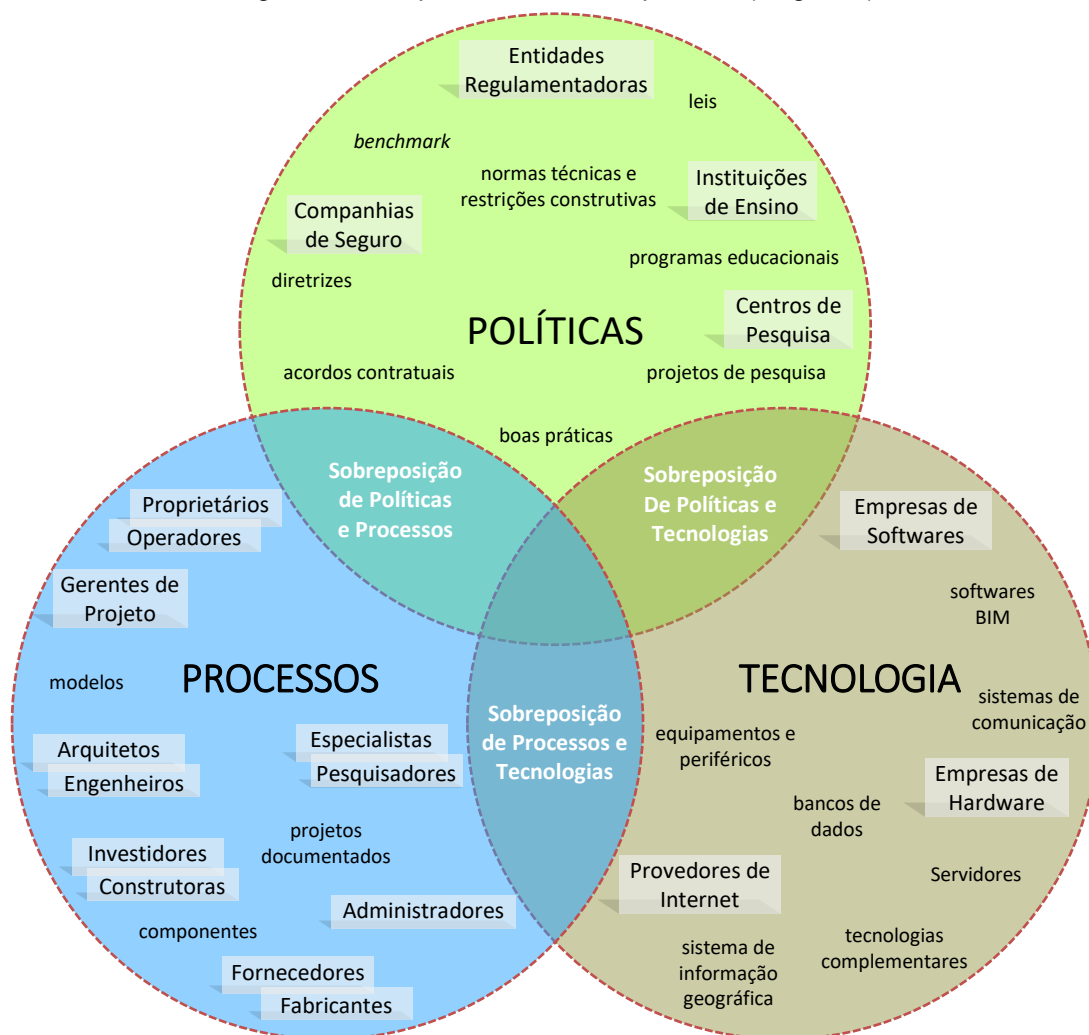 Entidades
Regulamentadoras
leis
benchmark
normas técnicas e
restrições construtivas
Instituições
de Ensino
Companhias
de Seguro
diretrizes
programas educacionais
Centros de
Pesquisa
POLÍTICAS
acordos contratuais
projetos de pesquisa
boas práticas
Sobreposição
de Políticas
e Processos
Sobreposição
De Políticas e
Tecnologias
Proprietários
Operadores
Gerentes de
Projeto
modelos
PROCESSOS
Arquitetos
Engenheiros
Especialistas
Pesquisadores
projetos
documentados
Investidores
Construtoras
Administradores
componentes
Fornecedores
Fabricantes
Sobreposição
de Processos e
Tecnologias
Empresas de
Softwares
softwares
BIM
TECNOLOGIA
sistemas de
comunicação
equipamentos e
periféricos
Empresas de
Hardware
bancos de
dados
Provedores de
Internet
Servidores
sistema de
informação
geográfica
tecnologias
complementares